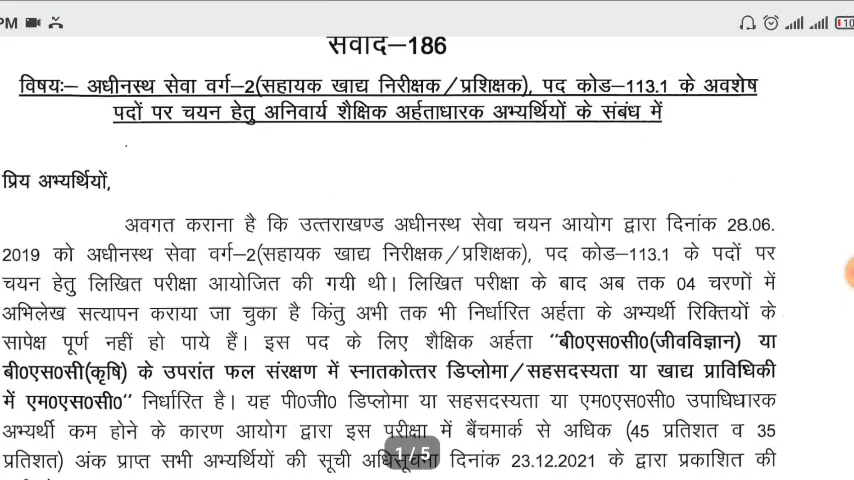 PM
10
संवाद–186
विषयः– अधीनस्थ सेवा वर्ग–2(सहायक खाद्य निरीक्षक/प्रशिक्षक), पद कोड–113.1 के अवशेष
पदों पर चयन हेतु अनिवार्य शैक्षिक अर्हताधारक अभ्यर्थियों के संबंध में
प्रिय अभ्यर्थियों,
अवगत कराना है कि उत्तराखण्ड अधीनस्थ सेवा चयन आयोग द्वारा दिनांक 28.06.
2019 को अधीनस्थ सेवा वर्ग–2(सहायक खाद्य निरीक्षक/प्रशिक्षक), पद कोड–113.1 के पदों पर
चयन हेतु लिखित परीक्षा आयोजित की गयी थी। लिखित परीक्षा के बाद अब तक 04 चरणों में
अभिलेख सत्यापन कराया जा चुका है किंतु अभी तक भी निर्धारित अर्हता के अभ्यर्थी रिक्तियों के
सापेक्ष पूर्ण नहीं हो पाये हैं। इस पद के लिए शैक्षिक अर्हता "बी0एस0सी0(जीवविज्ञान) या
बी0एस0सी(कृषि) के उपरांत फल संरक्षण में स्नातकोत्तर डिप्लोमा/सहसदस्यता या खाद्य प्राविधिकी
में एम0एस0सी0" निर्धारित है। यह पी0जी0 डिप्लोमा या सहसदस्यता या एम0एस0सी0 उपाधिधारक
अभ्यर्थी कम होने के कारण आयोग द्वारा इस परीक्षा में बैंचमार्क से अधिक (45 प्रतिशत व 35
प्रतिशत) अंक प्राप्त सभी अभ्यर्थियों की सूची अधिसूचना दिनांक 23.12.2021 के द्वारा प्रकाशित की
1 / 5